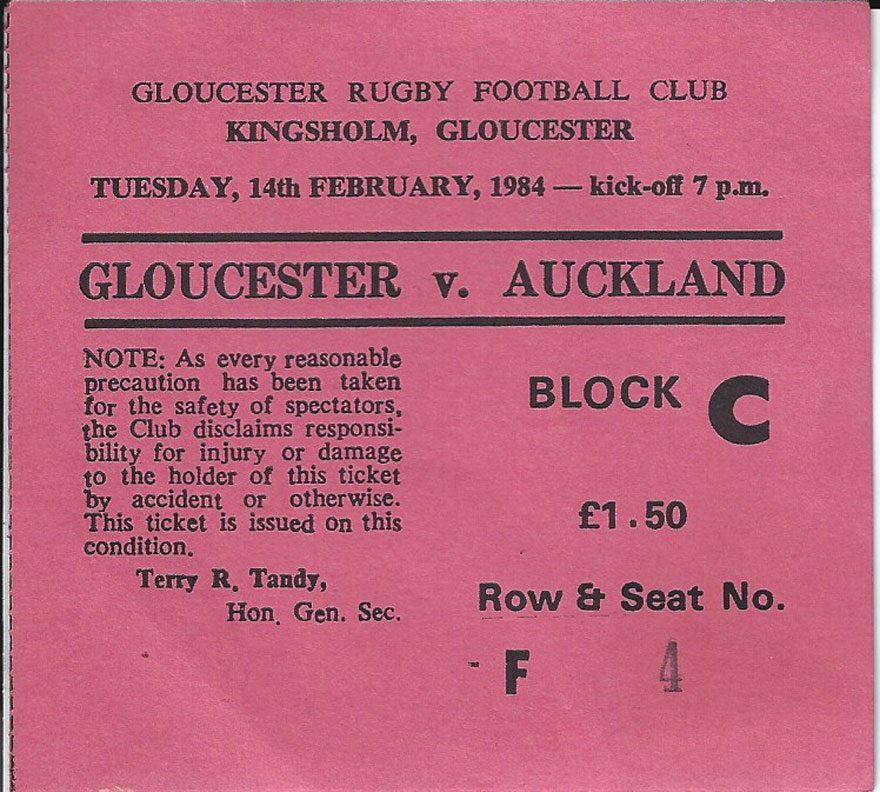 GLOUCESTER RUGBY FOOTBALL CLUB
KINGSHOLM, GLOUCESTER
TUESDAY, 14th FEBRUARY, 1984 — kick-off 7 p.m.
GLOUCESTER v. AUCKLAND
NOTE: As every reasonable
precaution has been taken
for the safety of spectators,
the Club disclaims responsi-
bility for injury or damage
to the holder of this ticket
by accident or otherwise.
This ticket is issued on this
condition.
Terry R. Tandy,
Hon. Gen. Sec.
BLOCK C
£1.50
Row & Seat No.
F 4